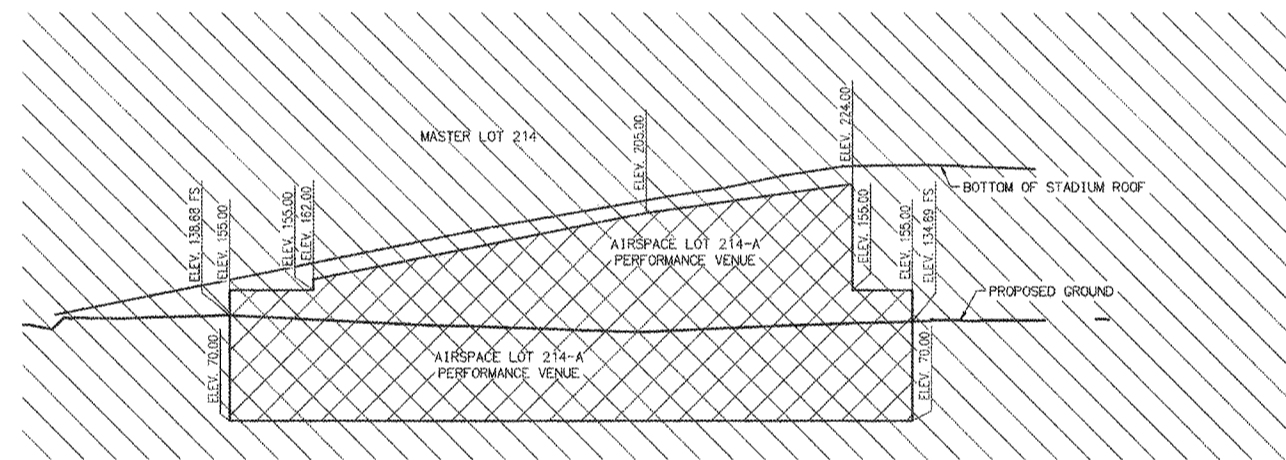 MASTER LOT 214
ELEV. 138.68 FS.
ELEV. 155.00
ELEV. 155.00
ELEV. 162.00
ELEV. 205.00
ELEV. 224.00
ELEV. 155.00
ELEV. 155.00
ELEV. 134.89 FS.
BOTTOM OF STADIUM ROOF
AIRSPACE LOT 214-A
PERFORMANCE VENUE
PROPOSED GROUND
AIRSPACE LOT 214-A
PERFORMANCE VENUE
ELEV. 70.00
ELEV. 70.00